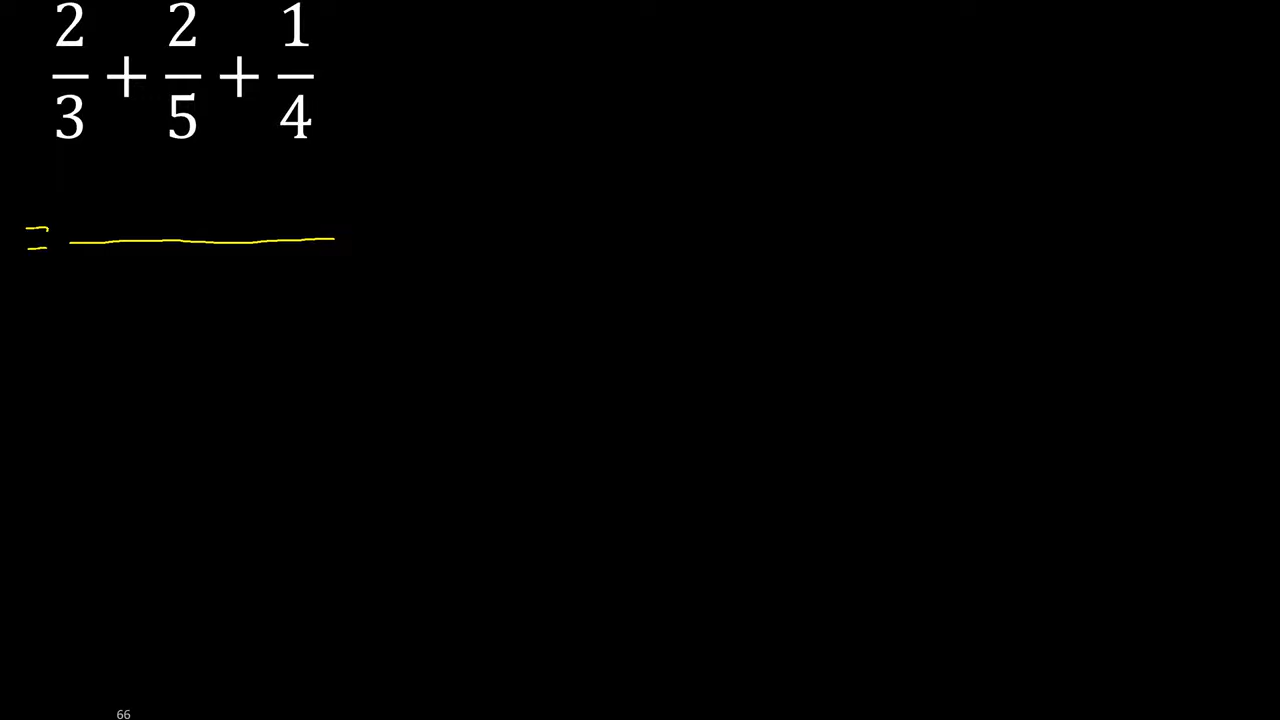 2/3 + 2/5 + 1/4
=
66